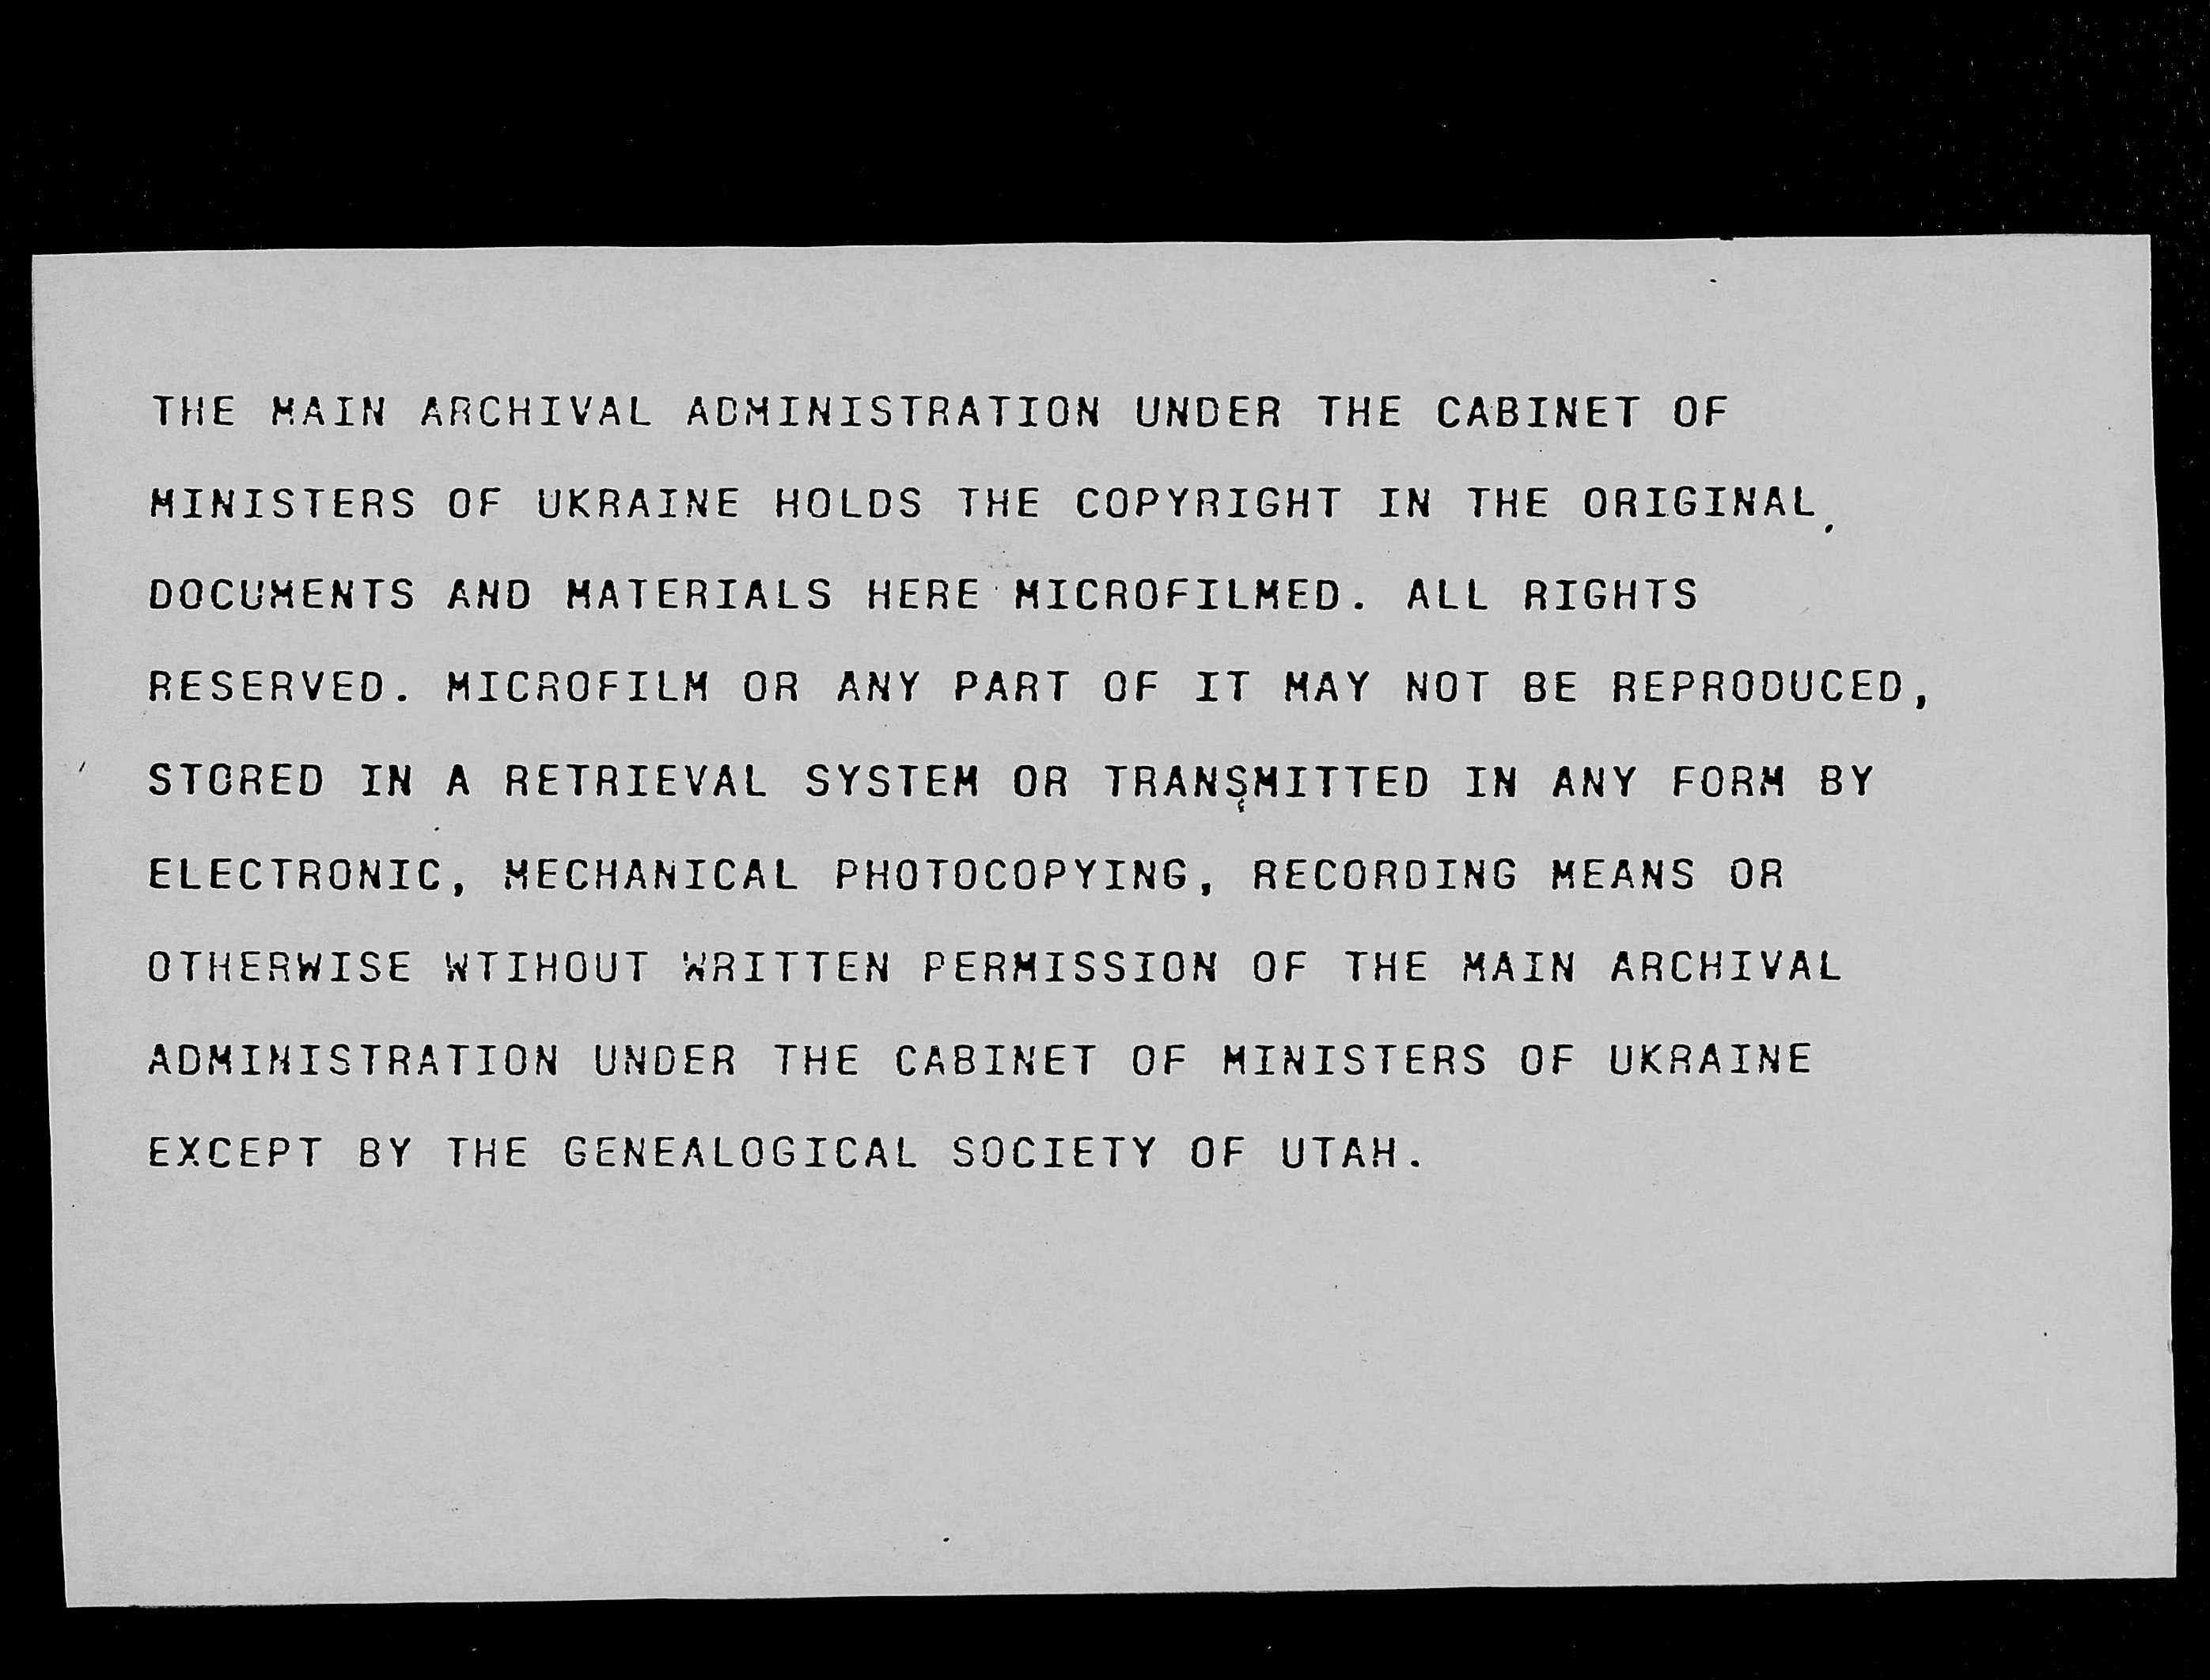 THE MAIN ARCHIVAL ADMINISTRATION UNDER THE CABINET OF
MINISTERS OF UKRAINE HOLDS THE COPYRIGHT IN THE ORIGINAL
DOCUMENTS AND MATERIALS HERE MICROFILMED. ALL RIGHTS
RESERVED. MICROFILM OR ANY PART OF IT MAY NOT BE REPRODUCED,
STORED IN A RETRIEVAL SYSTEM OR TRANSMITTED IN ANY FORM BY
ELECTRONIC, MECHANICAL PHOTOCOPYING, RECORDING MEANS OR
OTHERWISE WTIHOUT WRITTEN PERMISSION OF THE MAIN ARCHIVAL
ADMINISTRATION UNDER THE CABINET OF MINISTERS OF UKRAINE
EXCEPT BY THE GENEALOGICAL SOCIETY OF UTAH.